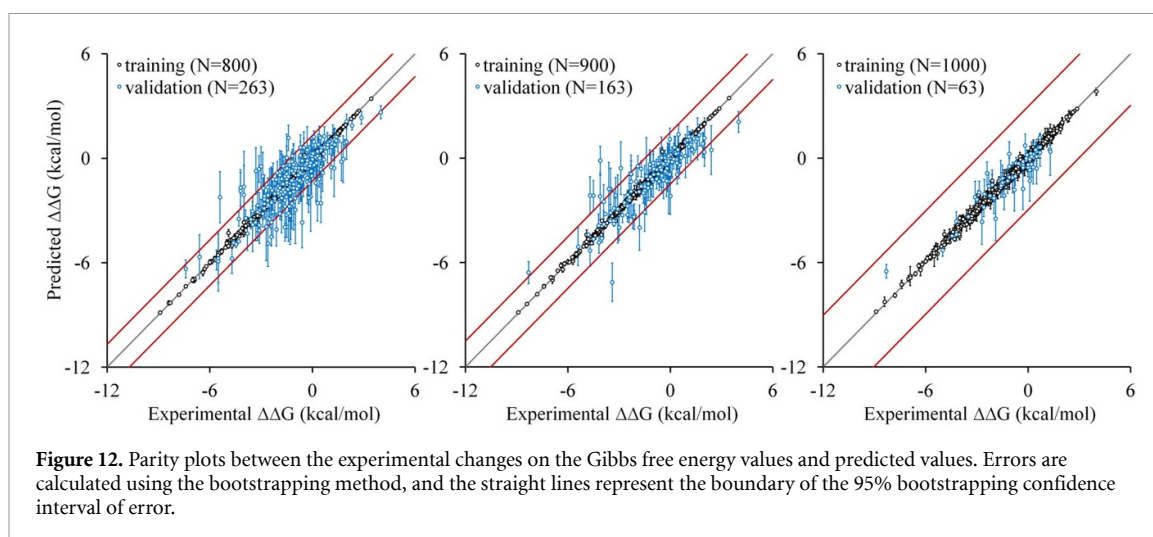 6
training (N=800)
validation (N=263)
0
-6
-12
-12 -6 0 6
Predicted ΔΔG (kcal/mol)
Experimental ΔΔG (kcal/mol)
6
training (N=900)
validation (N=163)
0
-6
-12
-12 -6 0 6
Experimental ΔΔG (kcal/mol)
6
training (N=1000)
validation (N=63)
0
-6
-12
-12 -6 0 6
Experimental ΔΔG (kcal/mol)
Figure 12. Parity plots between the experimental changes on the Gibbs free energy values and predicted values. Errors are
calculated using the bootstrapping method, and the straight lines represent the boundary of the 95% bootstrapping confidence
interval of error.